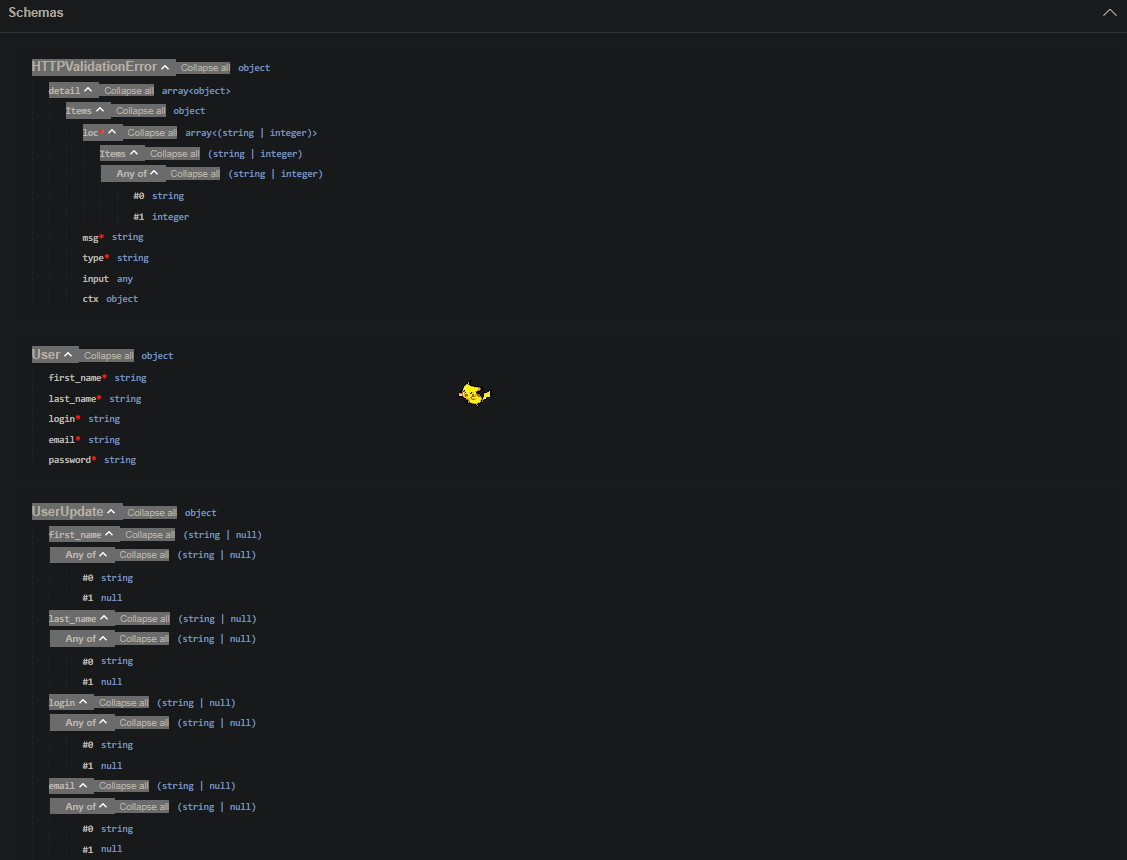 Schemas
HTTPValidationError Collapse all object
detail Collapse all array<object>
Items Collapse all object
loc* Collapse all array<(string | integer)>
Items Collapse all (string | integer)
Any of Collapse all (string | integer)
#0 string
#1 integer
msg* string
type* string
input any
ctx object
User Collapse all object
first_name* string
last_name* string
login* string
email* string
password* string
UserUpdate Collapse all object
first_name Collapse all (string | null)
Any of Collapse all (string | null)
#0 string
#1 null
last_name Collapse all (string | null)
Any of Collapse all (string | null)
#0 string
#1 null
login Collapse all (string | null)
Any of Collapse all (string | null)
#0 string
#1 null
email Collapse all (string | null)
Any of Collapse all (string | null)
#0 string
#1 null